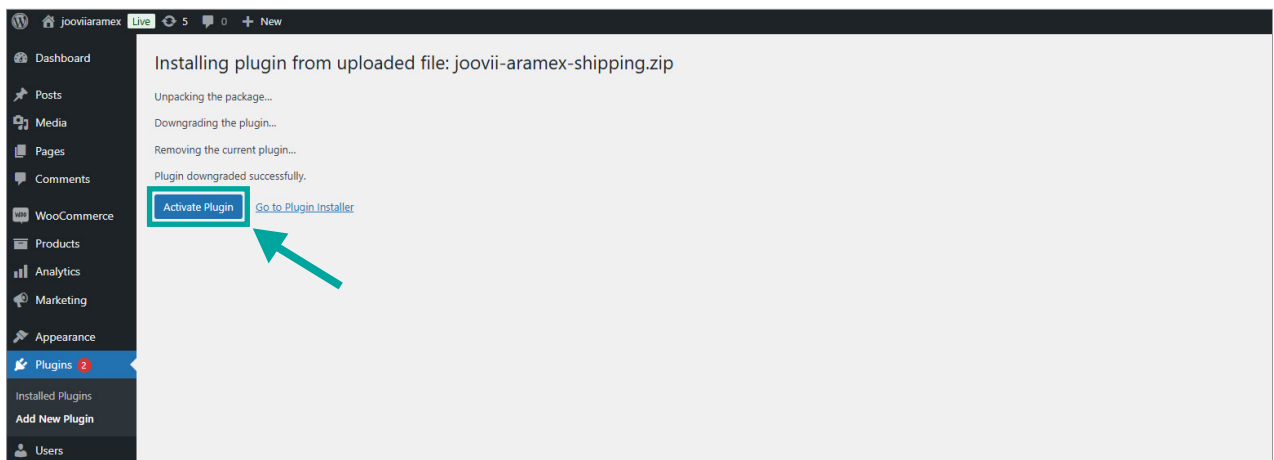 jooviiaramex Live 5 0 + New
Dashboard
Posts
Media
Pages
Comments
WooCommerce
Products
Analytics
Marketing
Appearance
Plugins 2
Installed Plugins
Add New Plugin
Users
Installing plugin from uploaded file: joovii-aramex-shipping.zip
Unpacking the package...
Downgrading the plugin...
Removing the current plugin...
Plugin downgraded successfully.
Activate Plugin Go to Plugin Installer